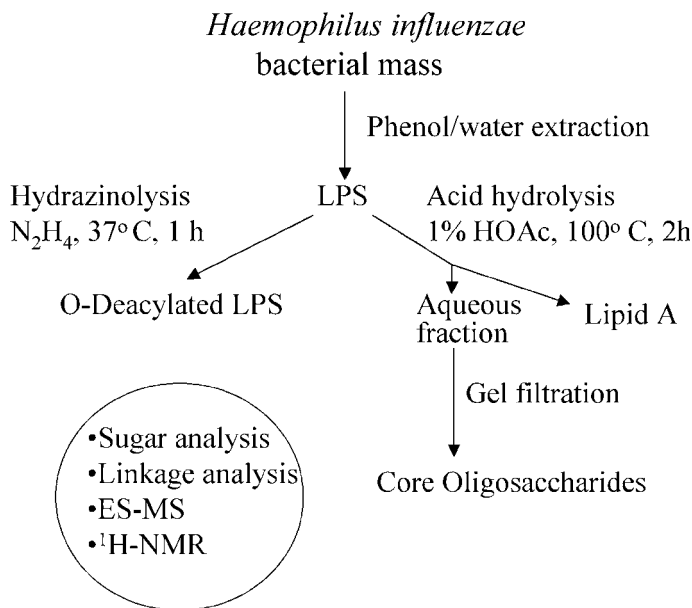 Haemophilus influenzae
bacterial mass
Phenol/water extraction
Hydrazinolysis
N₂H₄, 37° C, 1 h
LPS
Acid hydrolysis
1% HOAc, 100° C, 2h
O-Deacylated LPS
Aqueous
fraction
Lipid A
Gel filtration
Core Oligosaccharides
•Sugar analysis
•Linkage analysis
•ES-MS
•¹H-NMR